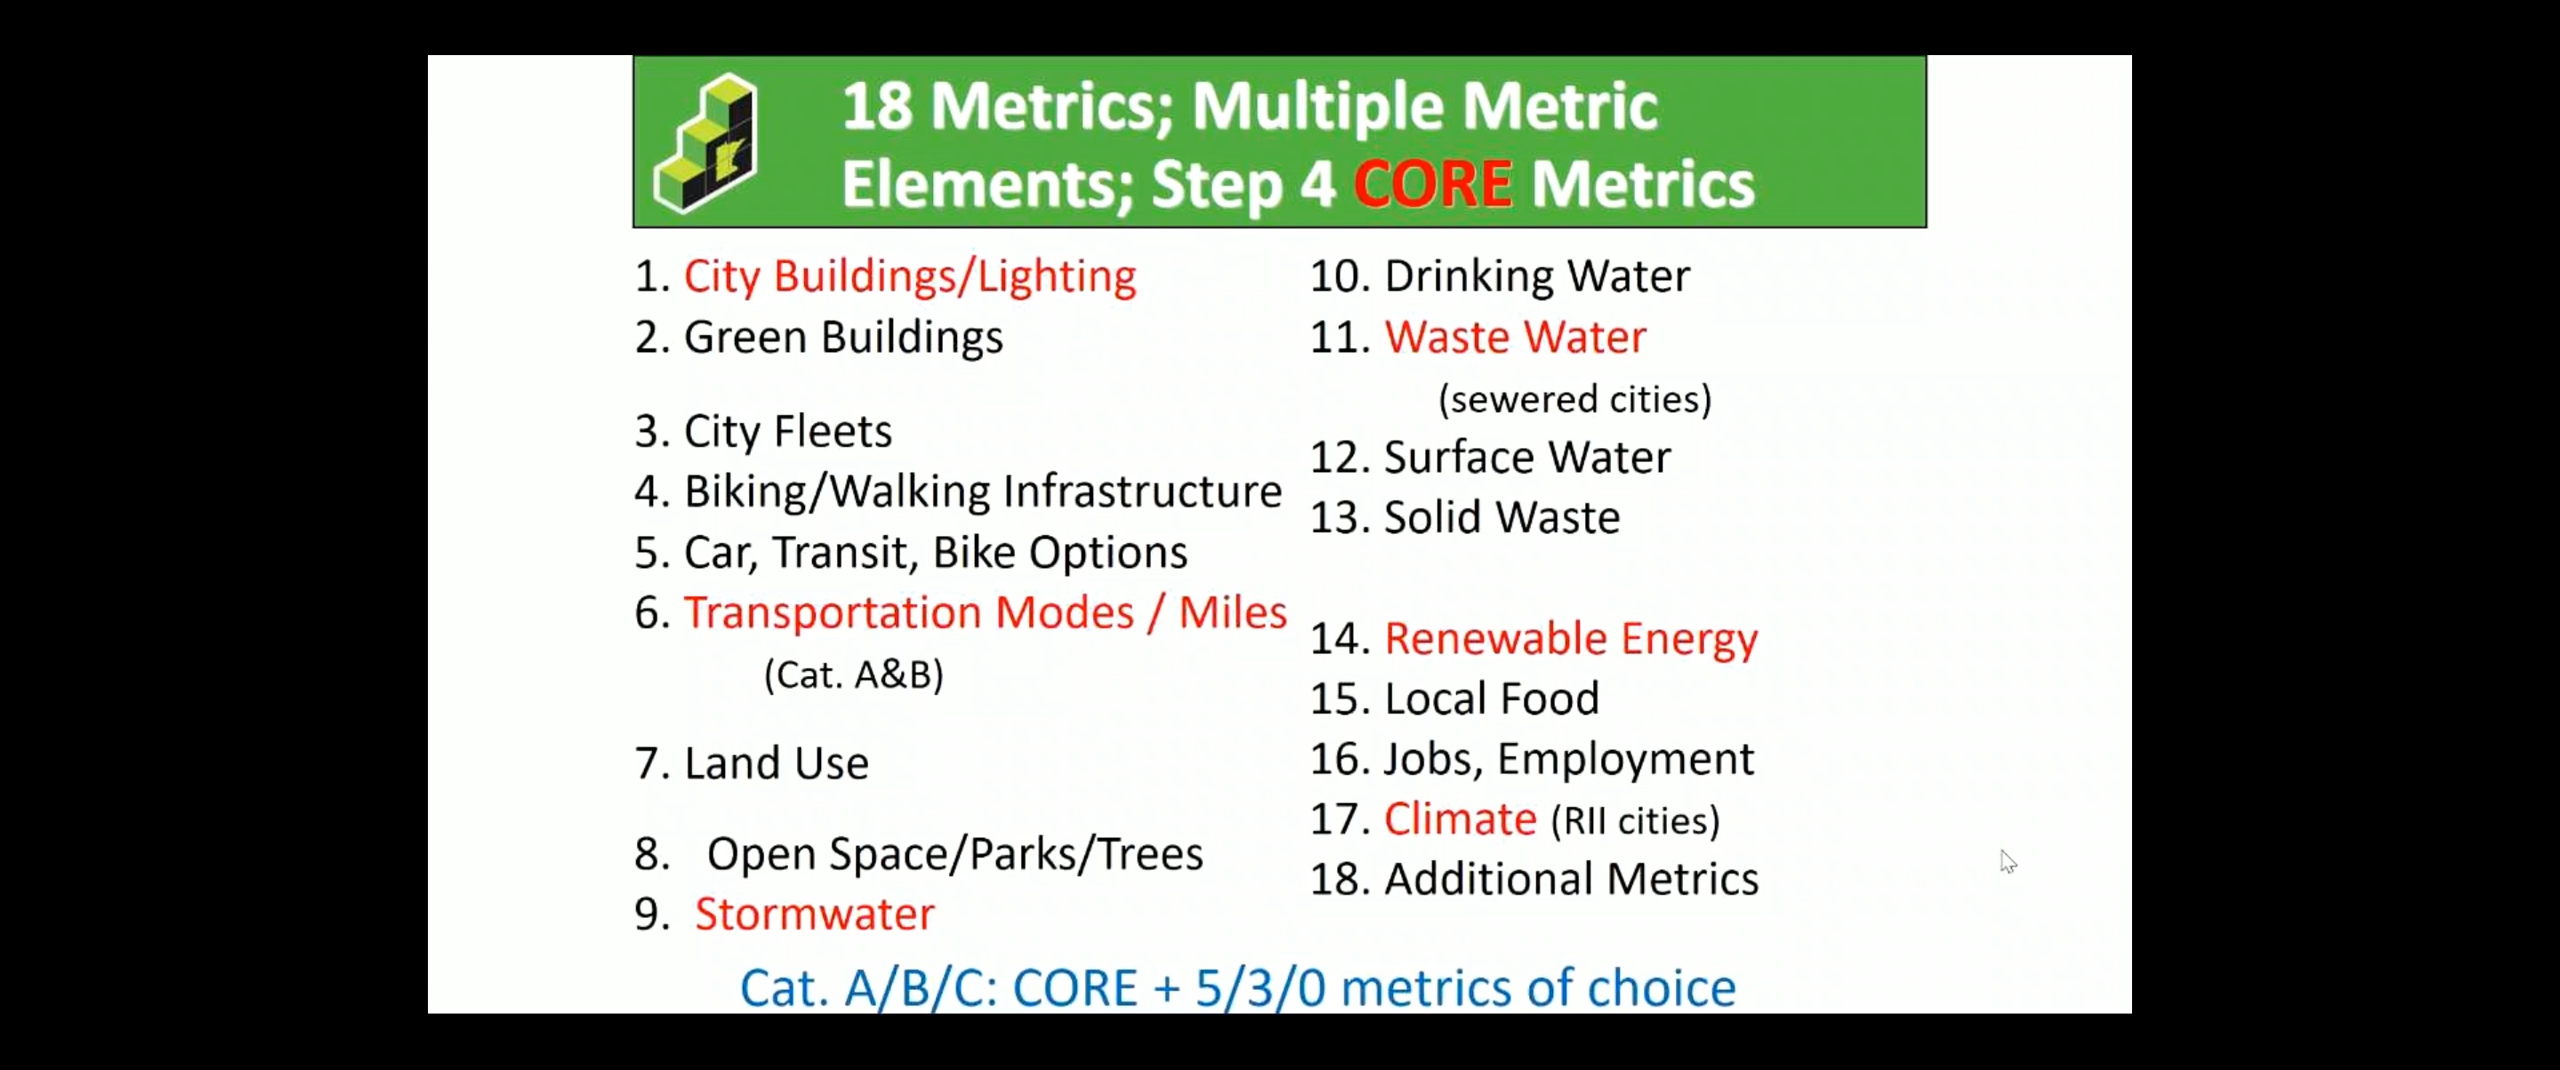 18 Metrics; Multiple Metric
Elements; Step 4 CORE Metrics
1. City Buildings/Lighting
2. Green Buildings
3. City Fleets
4. Biking/Walking Infrastructure
5. Car, Transit, Bike Options
6. Transportation Modes / Miles
(Cat. A&B)
7. Land Use
8. Open Space/Parks/Trees
9. Stormwater
10. Drinking Water
11. Waste Water
(sewered cities)
12. Surface Water
13. Solid Waste
14. Renewable Energy
15. Local Food
16. Jobs, Employment
17. Climate (RII cities)
18. Additional Metrics
Cat. A/B/C: CORE + 5/3/0 metrics of choice